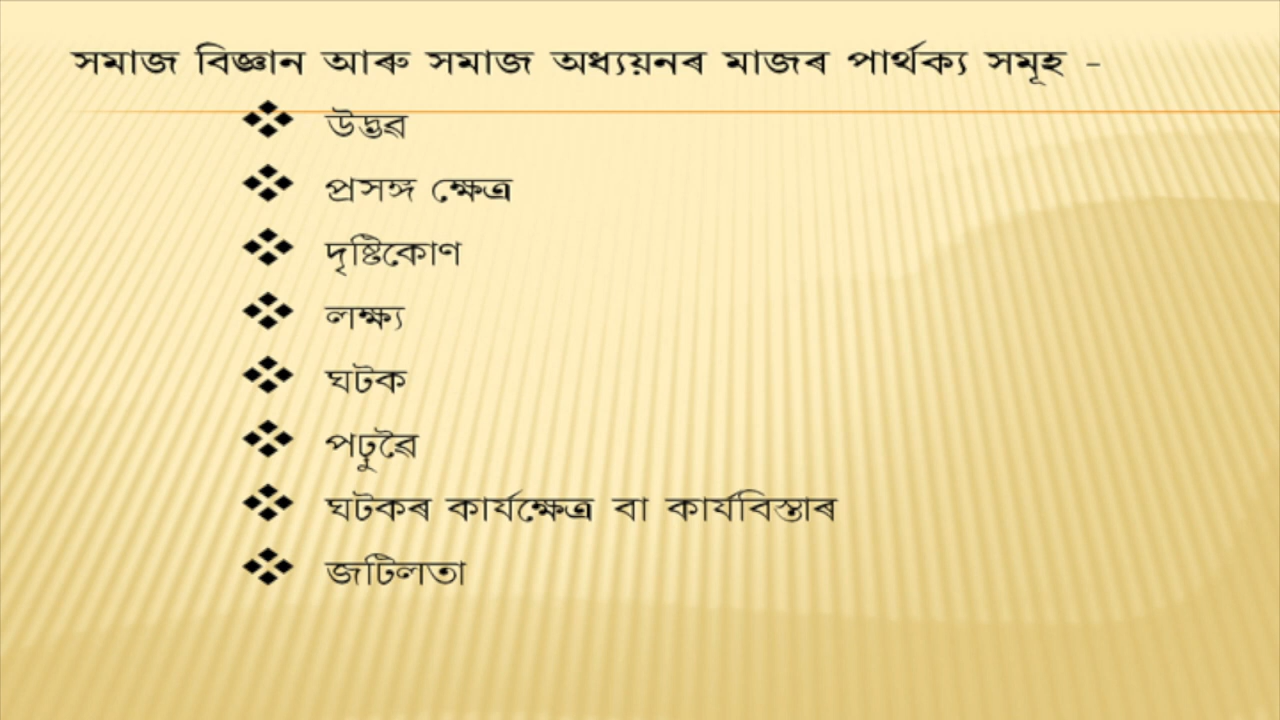 সমাজ বিজ্ঞান আৰু সমাজ অধ্যয়নৰ মাজৰ পাৰ্থক্য সমূহ -
❖ উদ্ভৱ
❖ প্ৰসঙ্গ ক্ষেত্ৰ
❖ দৃষ্টিকোণ
❖ লক্ষ্য
❖ ঘটক
❖ পঢ়ুৱৈ
❖ ঘটকৰ কাৰ্যক্ষেত্ৰ বা কাৰ্যবিস্তাৰ
❖ জটিলতা